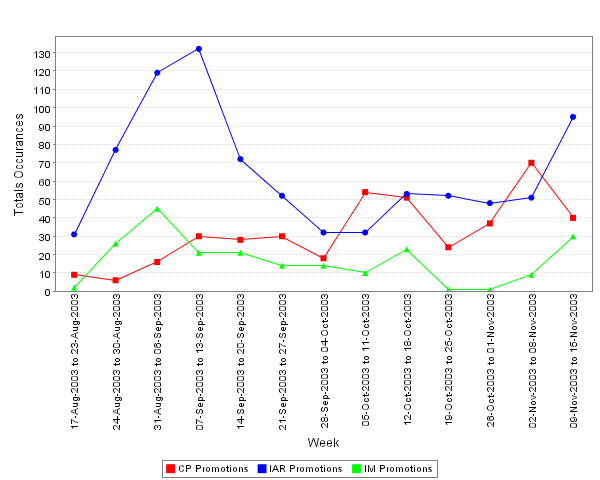 Totals Occurances
130
120
110
100
90
80
70
60
50
40
30
20
10
0
17-Aug-2003 to 23-Aug-2003
24-Aug-2003 to 30-Aug-2003
31-Aug-2003 to 06-Sep-2003
07-Sep-2003 to 13-Sep-2003
14-Sep-2003 to 20-Sep-2003
21-Sep-2003 to 27-Sep-2003
28-Sep-2003 to 04-Oct-2003
05-Oct-2003 to 11-Oct-2003
12-Oct-2003 to 18-Oct-2003
19-Oct-2003 to 25-Oct-2003
26-Oct-2003 to 01-Nov-2003
02-Nov-2003 to 08-Nov-2003
09-Nov-2003 to 15-Nov-2003
Week
CP Promotions IAR Promotions IM Promotions